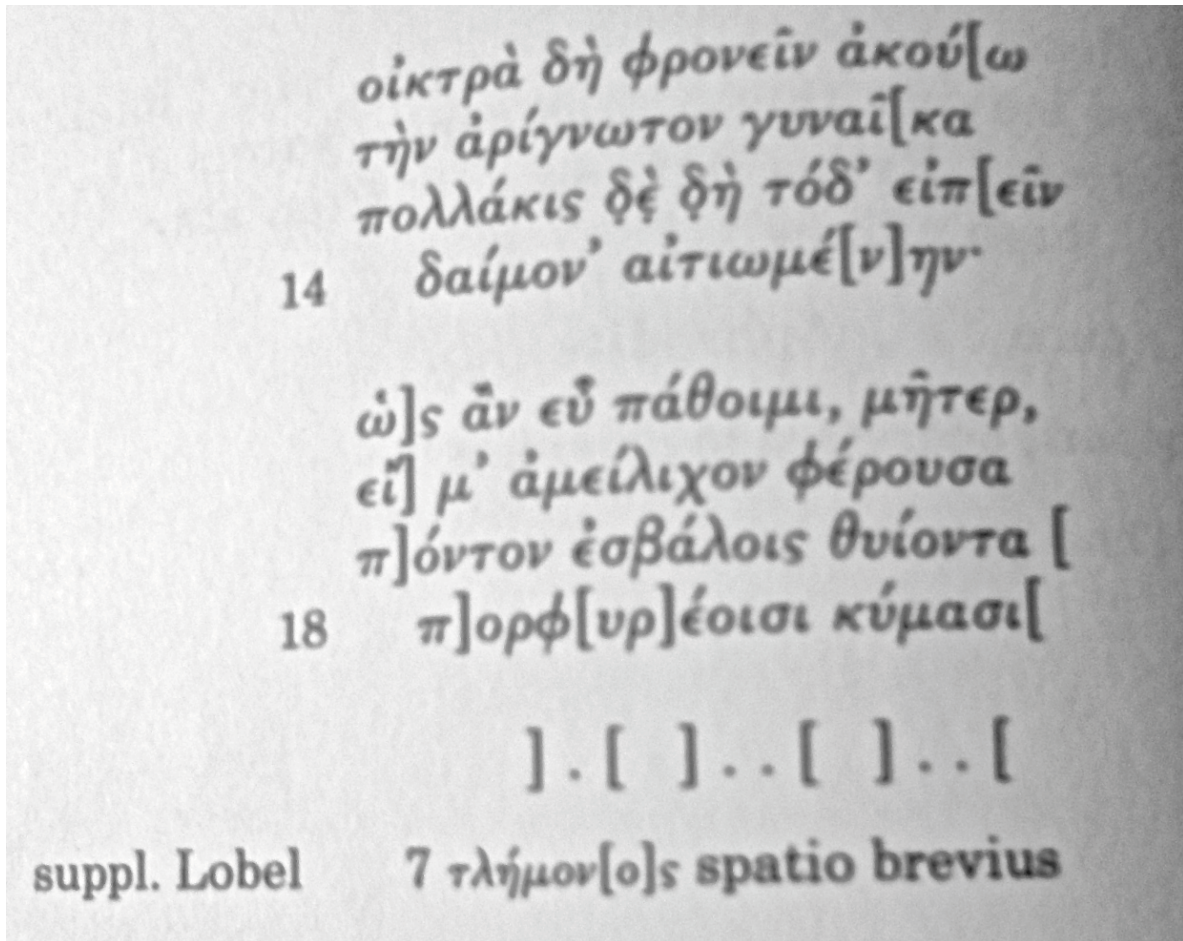 οἰκτρὰ δὴ φρονεῖν ἀκού[ω
τὴν ἀρίγνωτον γυναῖ[κα
πολλάκις δ̣ὲ̣ δ̣ὴ τόδ’ εἰπ[εῖν
14 δαίμον’ αἰτιωμέ[ν]ην·
ὡ]ς ἂν εὖ πάθοιμι, μῆτερ,
εἴ] μ’ ἀμείλιχον φέρουσα
π]όντον ἐσβάλοις θυίοντα [
18 π]ορφ[υρ]έοισι κύμασι[
] . [ ] . . [ ] . . [
suppl. Lobel 7 τλήμον[ο]ς spatio brevius